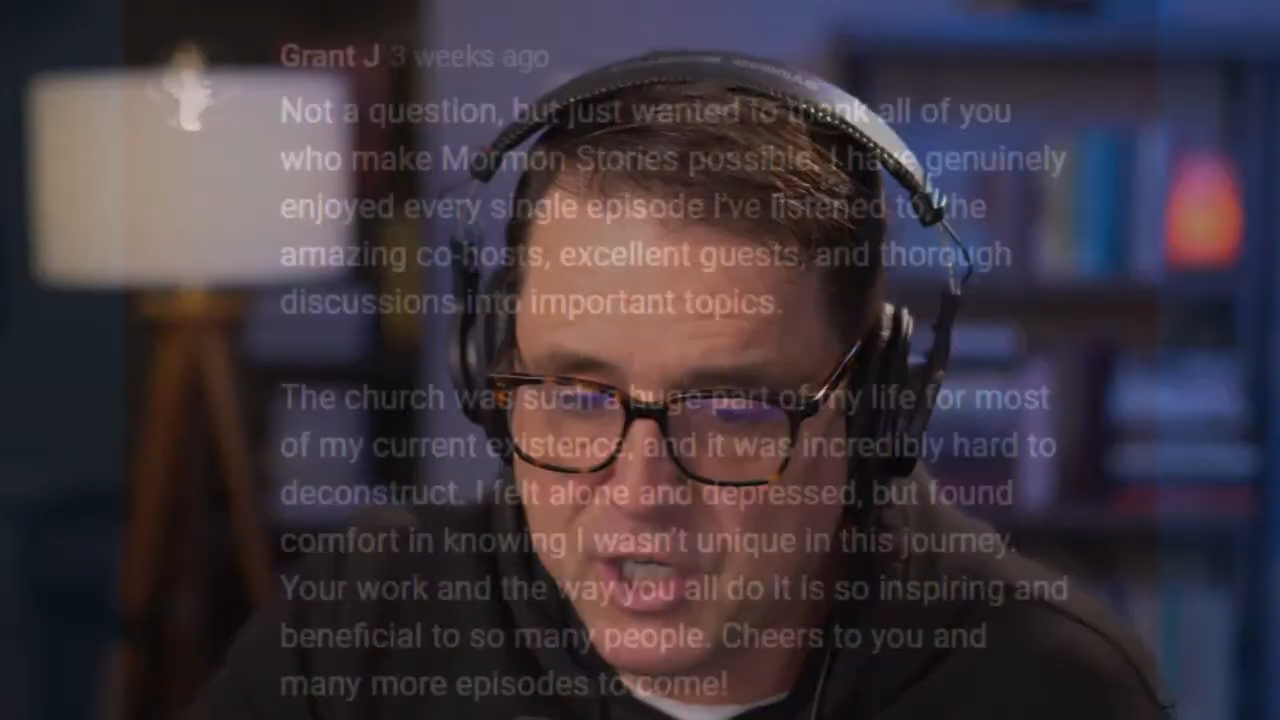 Grant J 3 weeks ago
Not a question, but just wanted to thank all of you
who make Mormon Stories possible. I have genuinely
enjoyed every single episode I've listened to the
amazing co-hosts, excellent guests, and thorough
discussions into important topics.
The church was such a huge part of my life for most
of my current existence, and it was incredibly hard to
deconstruct. I felt alone and depressed, but found
comfort in knowing I wasn't unique in this journey.
Your work and the way you all do it is so inspiring and
beneficial to so many people. Cheers to you and
many more episodes to come!